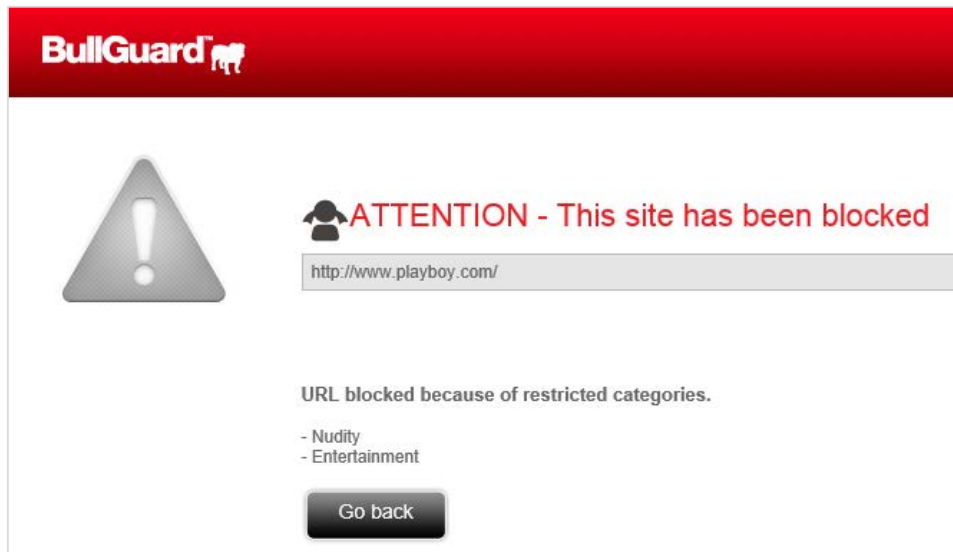 BullGuard™
ATTENTION - This site has been blocked
http://www.playboy.com/
URL blocked because of restricted categories.
- Nudity
- Entertainment
Go back